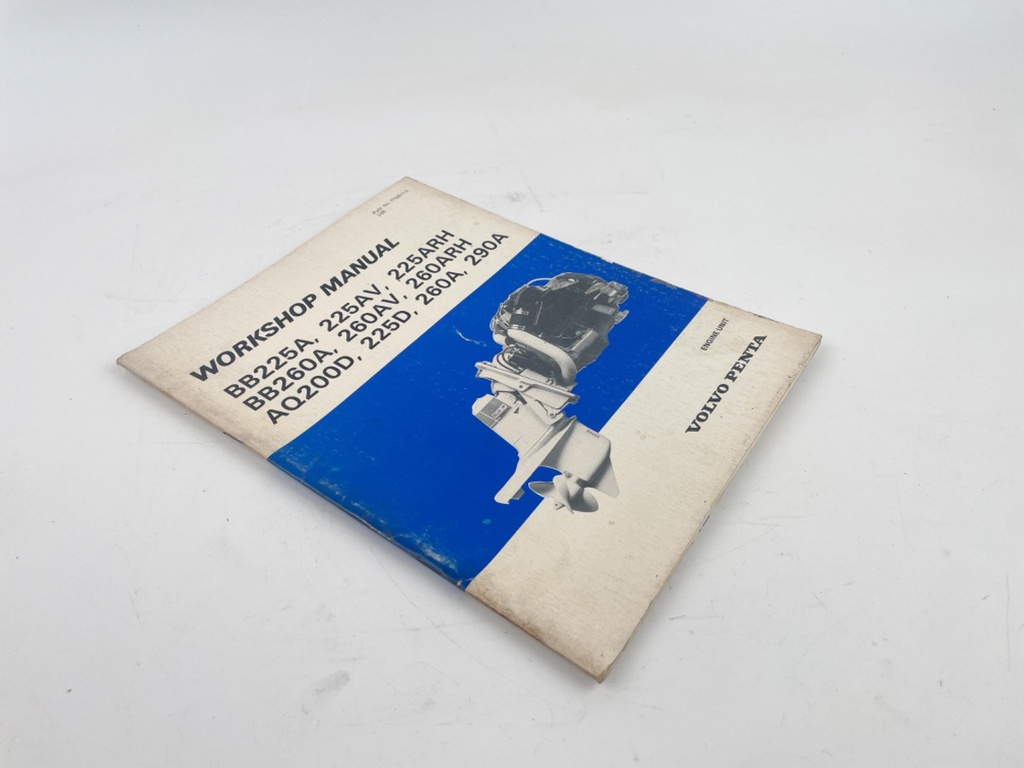 WORKSHOP MANUAL
BB225A, 225AV, 225ARH
BB260A, 260AV, 260ARH
AQ200D, 225D, 260A, 290A
ENGINE UNIT
VOLVO PENTA